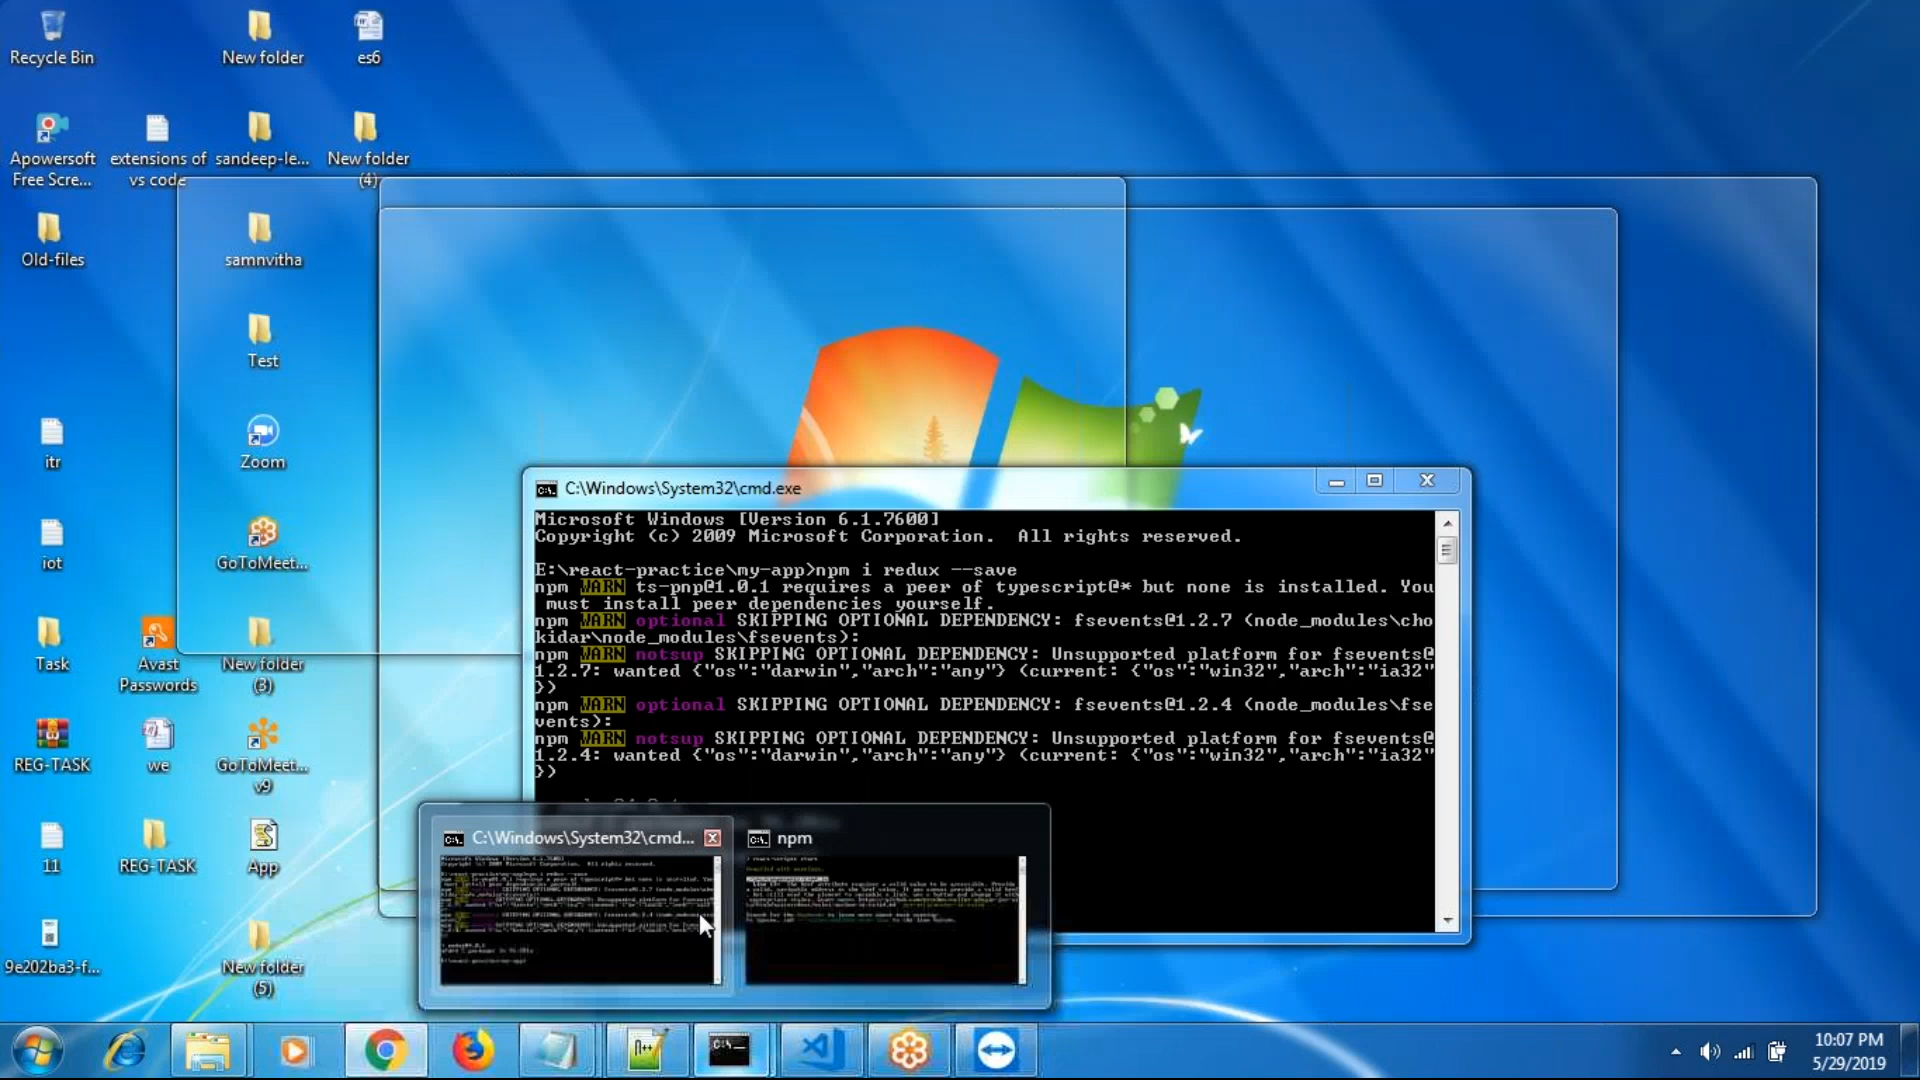 Recycle Bin
New folder
es6
Apowersoft
Free Scre...
extensions of
vs code
sandeep-le...
New folder
(4)
Old-files
samnvitha
Test
itr
Zoom
iot
GoToMeet...
Task
Avast
Passwords
New folder
(3)
REG-TASK
we
GoToMeet...
v9
11
REG-TASK
App
9e202ba3-f...
New folder
(5)
C:\Windows\System32\cmd.exe
Microsoft Windows [Version 6.1.7600]
Copyright (c) 2009 Microsoft Corporation.  All rights reserved.
E:\react-practice\my-app>npm i redux --save
npm WARN ts-pnp@1.0.1 requires a peer of typescript@* but none is installed. You
 must install peer dependencies yourself.
npm WARN optional SKIPPING OPTIONAL DEPENDENCY: fsevents@1.2.7 (node_modules\cho
kidar\node_modules\fsevents):
npm WARN notsup SKIPPING OPTIONAL DEPENDENCY: Unsupported platform for fsevents@
1.2.7: wanted {"os":"darwin","arch":"any"} (current: {"os":"win32","arch":"ia32"
})
npm WARN optional SKIPPING OPTIONAL DEPENDENCY: fsevents@1.2.4 (node_modules\fse
vents):
npm WARN notsup SKIPPING OPTIONAL DEPENDENCY: Unsupported platform for fsevents@
1.2.4: wanted {"os":"darwin","arch":"any"} (current: {"os":"win32","arch":"ia32"
})
C:\Windows\System32\cmd...
npm
10:07 PM
5/29/2019